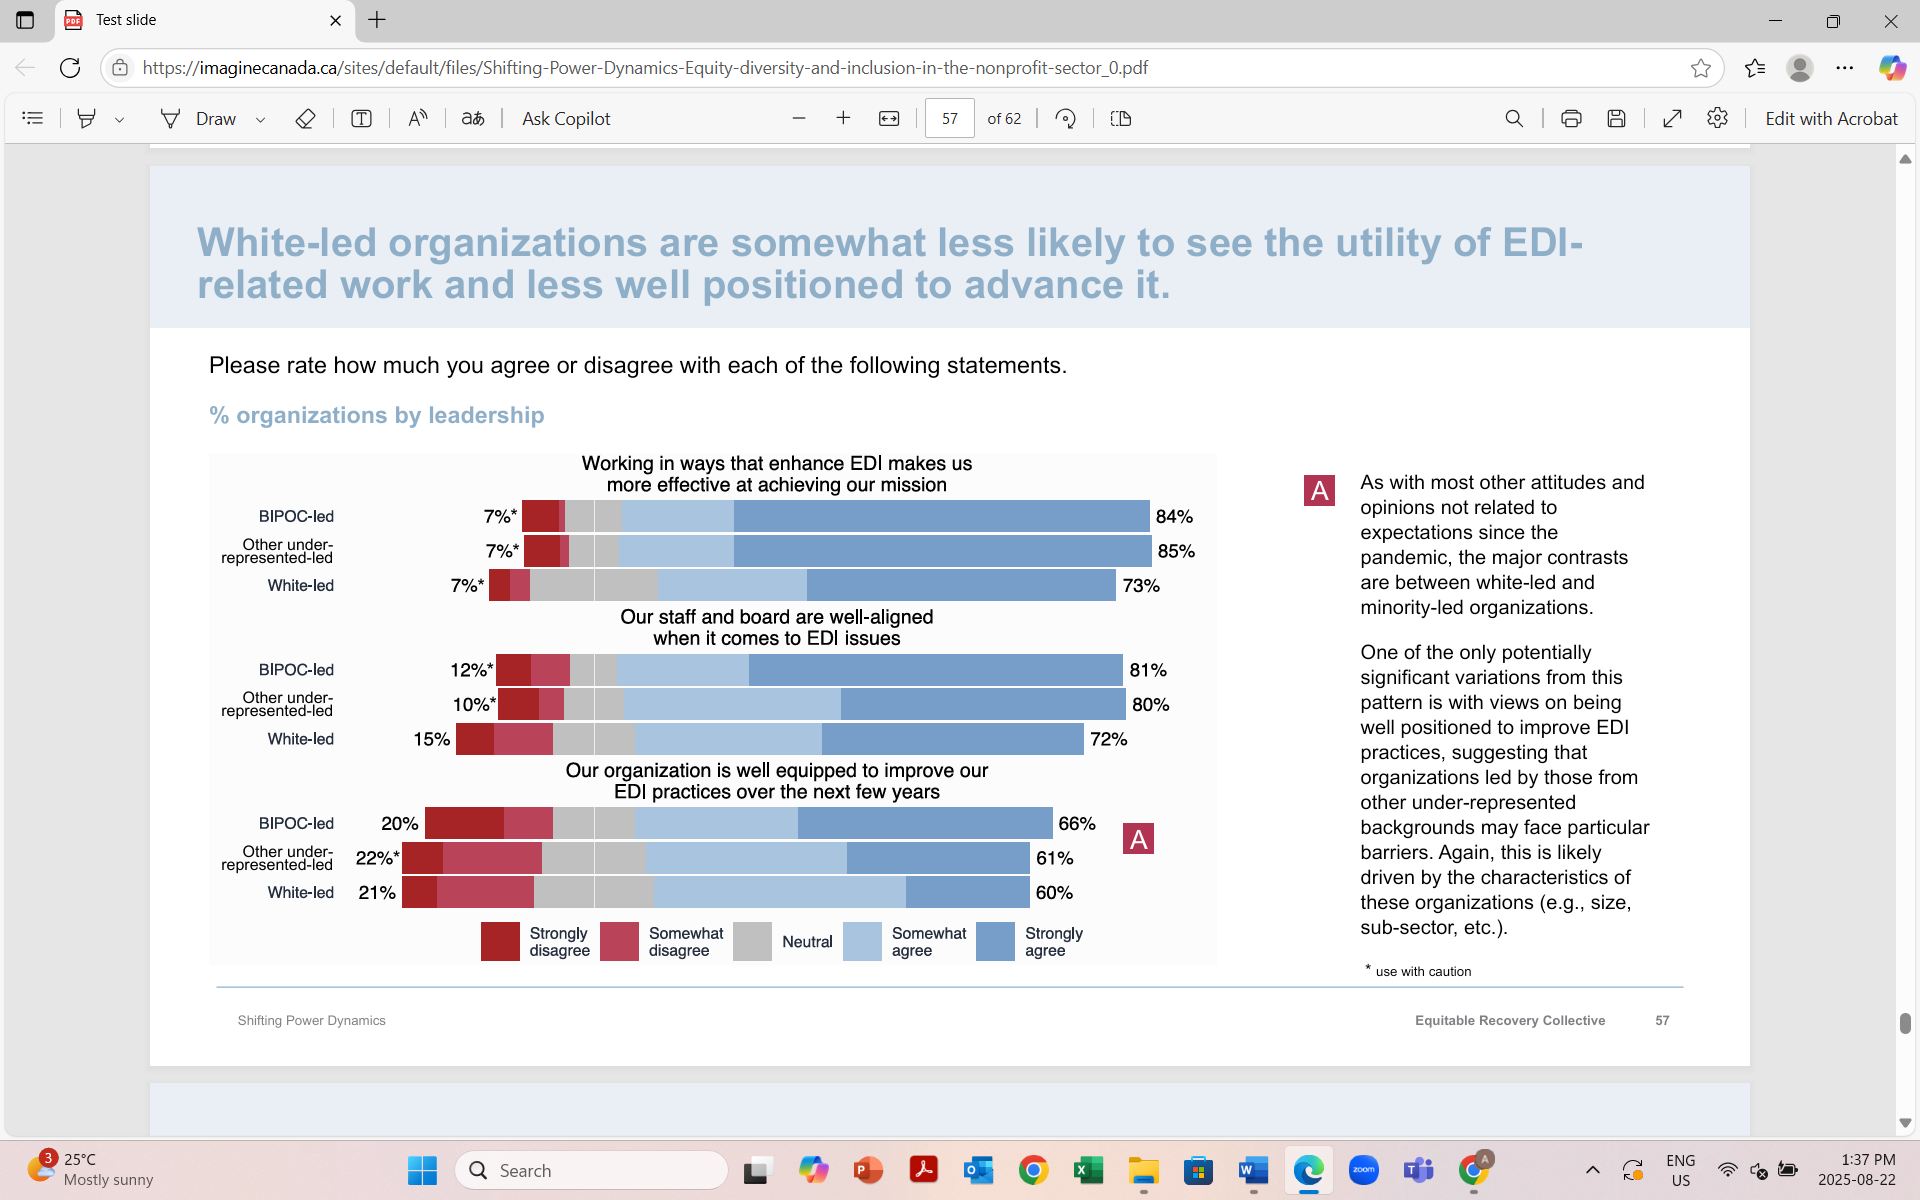 Test slide
https://imaginecanada.ca/sites/default/files/Shifting-Power-Dynamics-Equity-diversity-and-inclusion-in-the-nonprofit-sector_0.pdf
Draw
T
A
aあ
Ask Copilot
57 of 62
Edit with Acrobat
White-led organizations are somewhat less likely to see the utility of EDI-
related work and less well positioned to advance it.
Please rate how much you agree or disagree with each of the following statements.
% organizations by leadership
Working in ways that enhance EDI makes us
more effective at achieving our mission
BIPOC-led 7%* 84%
Other under-
represented-led 7%* 85%
White-led 7%* 73%
Our staff and board are well-aligned
when it comes to EDI issues
BIPOC-led 12%* 81%
Other under-
represented-led 10%* 80%
White-led 15% 72%
Our organization is well equipped to improve our
EDI practices over the next few years
BIPOC-led 20% 66%
A
Other under-
represented-led 22%* 61%
White-led 21% 60%
Strongly
disagree
Somewhat
disagree
Neutral
Somewhat
agree
Strongly
agree
A
As with most other attitudes and
opinions not related to
expectations since the
pandemic, the major contrasts
are between white-led and
minority-led organizations.
One of the only potentially
significant variations from this
pattern is with views on being
well positioned to improve EDI
practices, suggesting that
organizations led by those from
other under-represented
backgrounds may face particular
barriers. Again, this is likely
driven by the characteristics of
these organizations (e.g., size,
sub-sector, etc.).
* use with caution
Shifting Power Dynamics
Equitable Recovery Collective 57
3
25°C
Mostly sunny
Search
zoom
A
ENG
US
1:37 PM
2025-08-22